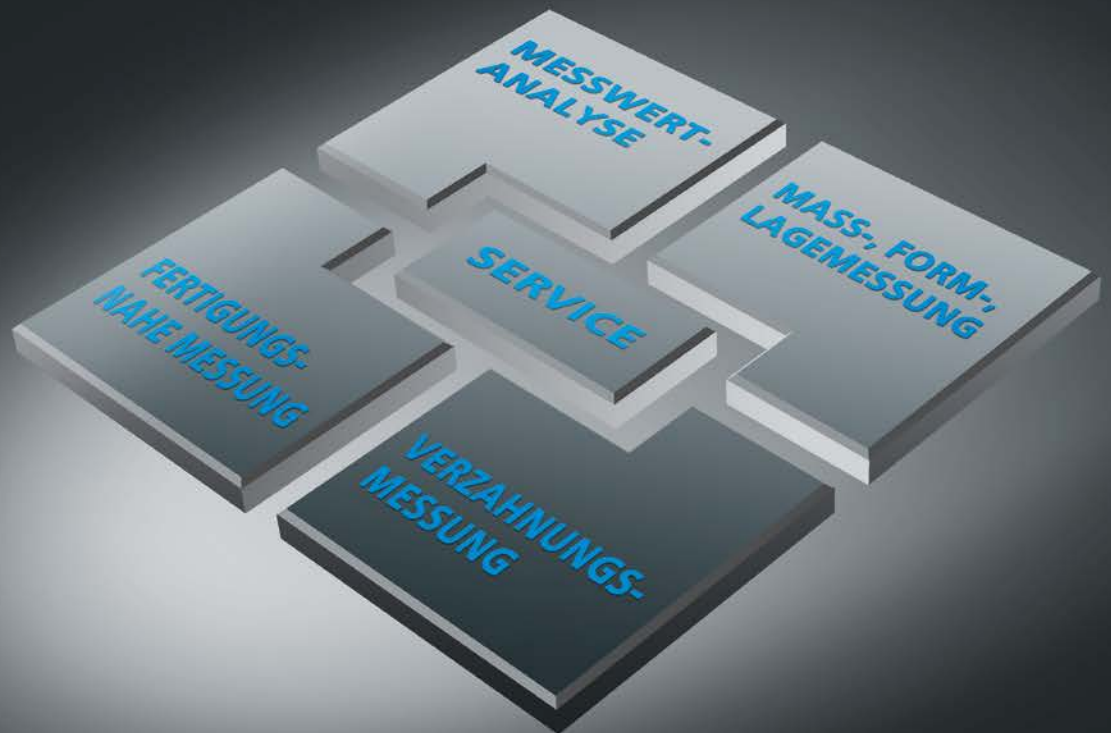 MESSWERT-
ANALYSE
MASS-, FORM-,
LAGEMESSUNG
SERVICE
FERTIGUNGS-
NAHE MESSUNG
VERZAHNUNGS-
MESSUNG